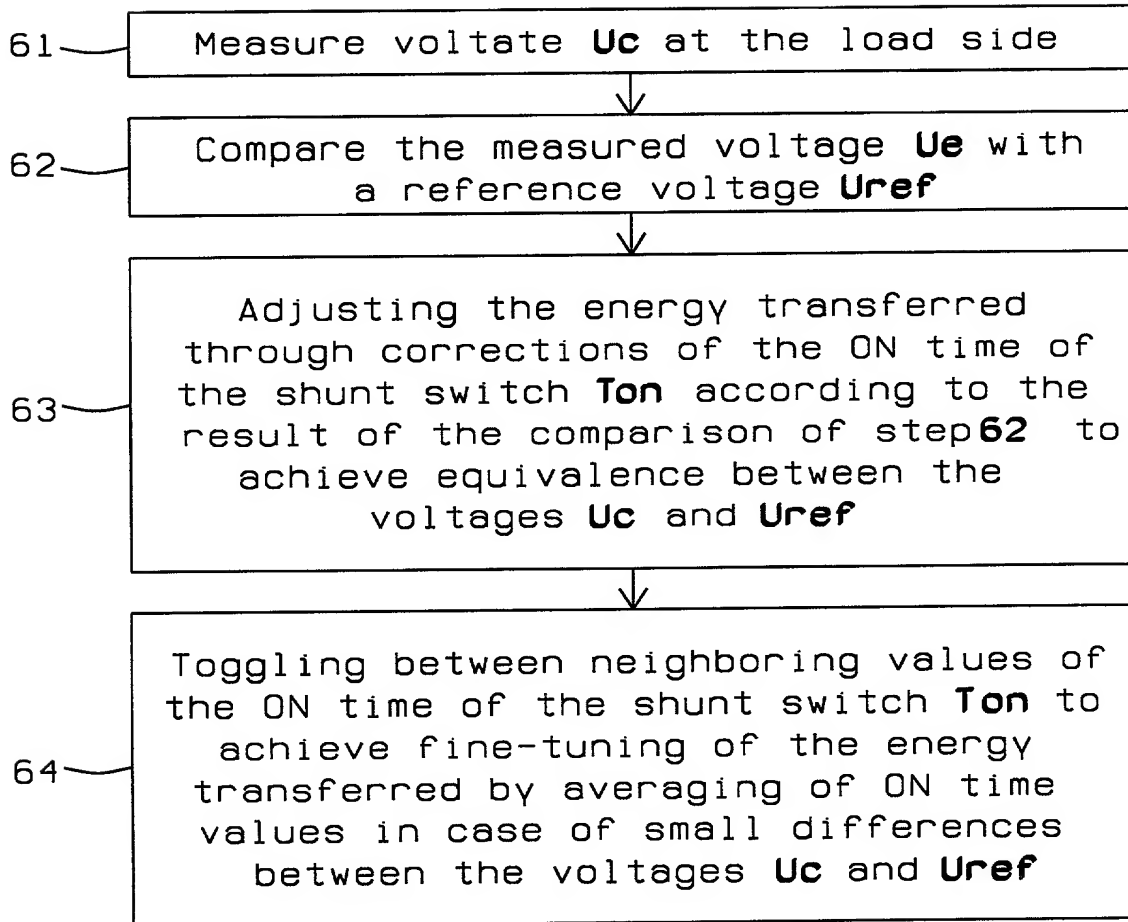 61
Measure voltate Uc at the load side
62
Compare the measured voltage Ue with
a reference voltage Uref
63
Adjusting the energy transferred
through corrections of the ON time of
the shunt switch Ton according to the
result of the comparison of step62 to
achieve equivalence between the
voltages Uc and Uref
64
Toggling between neighboring values of
the ON time of the shunt switch Ton to
achieve fine-tuning of the energy
transferred by averaging of ON time
values in case of small differences
between the voltages Uc and Uref